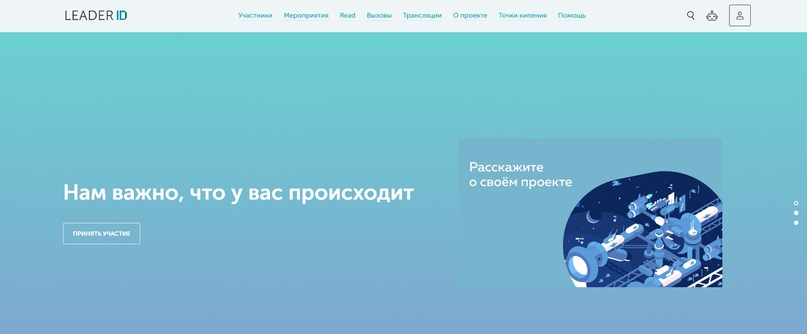 LEADER ID
Участники Мероприятия Read Вызовы Трансляции О проекте Точки кипения Помощь
Нам важно, что у вас происходит
ПРИНЯТЬ УЧАСТИЕ
Расскажите
о своём проекте